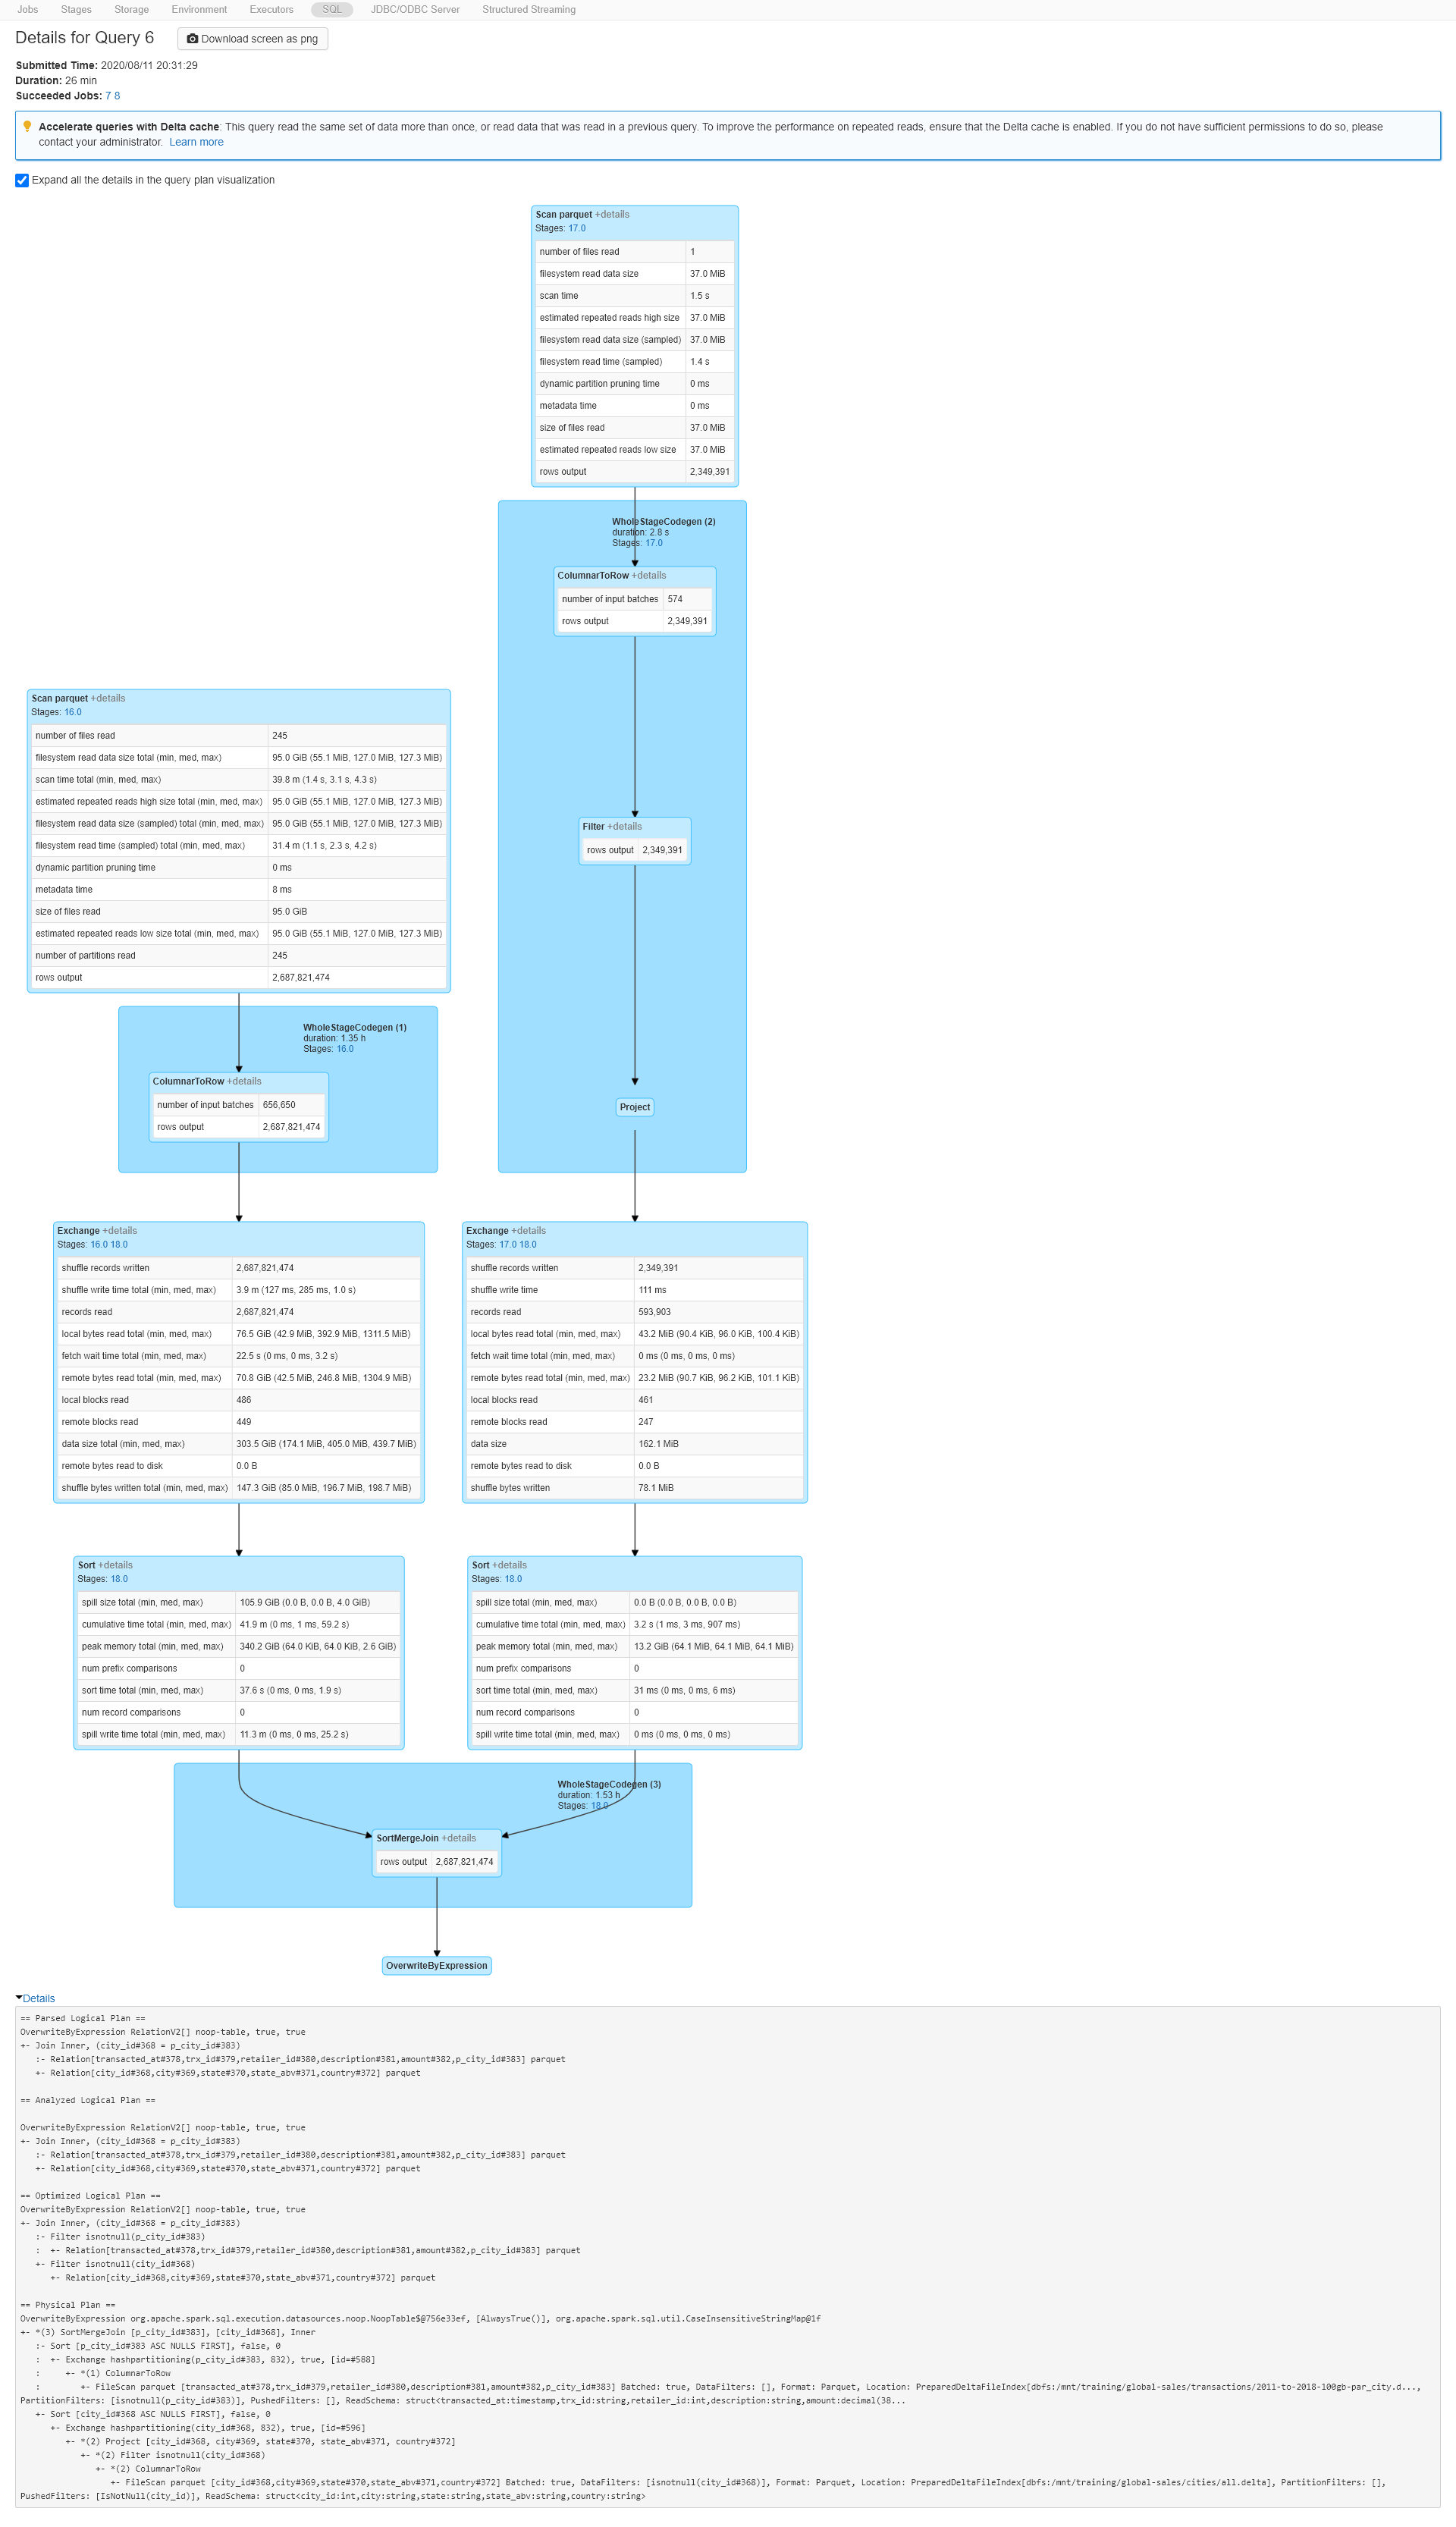 Jobs Stages Storage Environment Executors SQL JDBC/ODBC Server Structured Streaming
Details for Query 6 Download screen as png
Submitted Time: 2020/08/11 20:31:29
Duration: 26 min
Succeeded Jobs: 7 8
Accelerate queries with Delta cache: This query read the same set of data more than once, or read data that was read in a previous query. To improve the performance on repeated reads, ensure that the Delta cache is enabled. If you do not have sufficient permissions to do so, please
contact your administrator. Learn more
Expand all the details in the query plan visualization
Scan parquet +details
Stages: 17.0
number of files read 1
filesystem read data size 37.0 MiB
scan time 1.5 s
estimated repeated reads high size 37.0 MiB
filesystem read data size (sampled) 37.0 MiB
filesystem read time (sampled) 1.4 s
dynamic partition pruning time 0 ms
metadata time 0 ms
size of files read 37.0 MiB
estimated repeated reads low size 37.0 MiB
rows output 2,349,391
WholeStageCodegen (2)
duration: 2.8 s
Stages: 17.0
ColumnarToRow +details
number of input batches 574
rows output 2,349,391
Filter +details
rows output 2,349,391
Project
Scan parquet +details
Stages: 16.0
number of files read 245
filesystem read data size total (min, med, max) 95.0 GiB (55.1 MiB, 127.0 MiB, 127.3 MiB)
scan time total (min, med, max) 39.8 m (1.4 s, 3.1 s, 4.3 s)
estimated repeated reads high size total (min, med, max) 95.0 GiB (55.1 MiB, 127.0 MiB, 127.3 MiB)
filesystem read data size (sampled) total (min, med, max) 95.0 GiB (55.1 MiB, 127.0 MiB, 127.3 MiB)
filesystem read time (sampled) total (min, med, max) 31.4 m (1.1 s, 2.3 s, 4.2 s)
dynamic partition pruning time 0 ms
metadata time 8 ms
size of files read 95.0 GiB
estimated repeated reads low size total (min, med, max) 95.0 GiB (55.1 MiB, 127.0 MiB, 127.3 MiB)
number of partitions read 245
rows output 2,687,821,474
WholeStageCodegen (1)
duration: 1.35 h
Stages: 16.0
ColumnarToRow +details
number of input batches 656,650
rows output 2,687,821,474
Exchange +details
Stages: 16.0 18.0
shuffle records written 2,687,821,474
shuffle write time total (min, med, max) 3.9 m (127 ms, 285 ms, 1.0 s)
records read 2,687,821,474
local bytes read total (min, med, max) 76.5 GiB (42.9 MiB, 392.9 MiB, 1311.5 MiB)
fetch wait time total (min, med, max) 22.5 s (0 ms, 0 ms, 3.2 s)
remote bytes read total (min, med, max) 70.8 GiB (42.5 MiB, 246.8 MiB, 1304.9 MiB)
local blocks read 486
remote blocks read 449
data size total (min, med, max) 303.5 GiB (174.1 MiB, 405.0 MiB, 439.7 MiB)
remote bytes read to disk 0.0 B
shuffle bytes written total (min, med, max) 147.3 GiB (85.0 MiB, 196.7 MiB, 198.7 MiB)
Exchange +details
Stages: 17.0 18.0
shuffle records written 2,349,391
shuffle write time 111 ms
records read 593,903
local bytes read total (min, med, max) 43.2 MiB (90.4 KiB, 96.0 KiB, 100.4 KiB)
fetch wait time total (min, med, max) 0 ms (0 ms, 0 ms, 0 ms)
remote bytes read total (min, med, max) 23.2 MiB (90.7 KiB, 96.2 KiB, 101.1 KiB)
local blocks read 461
remote blocks read 247
data size 162.1 MiB
remote bytes read to disk 0.0 B
shuffle bytes written 78.1 MiB
Sort +details
Stages: 18.0
spill size total (min, med, max) 105.9 GiB (0.0 B, 0.0 B, 4.0 GiB)
cumulative time total (min, med, max) 41.9 m (0 ms, 1 ms, 59.2 s)
peak memory total (min, med, max) 340.2 GiB (64.0 KiB, 64.0 KiB, 2.6 GiB)
num prefix comparisons 0
sort time total (min, med, max) 37.6 s (0 ms, 0 ms, 1.9 s)
num record comparisons 0
spill write time total (min, med, max) 11.3 m (0 ms, 0 ms, 25.2 s)
Sort +details
Stages: 18.0
spill size total (min, med, max) 0.0 B (0.0 B, 0.0 B, 0.0 B)
cumulative time total (min, med, max) 3.2 s (1 ms, 3 ms, 907 ms)
peak memory total (min, med, max) 13.2 GiB (64.1 MiB, 64.1 MiB, 64.1 MiB)
num prefix comparisons 0
sort time total (min, med, max) 31 ms (0 ms, 0 ms, 6 ms)
num record comparisons 0
spill write time total (min, med, max) 0 ms (0 ms, 0 ms, 0 ms)
WholeStageCodegen (3)
duration: 1.53 h
Stages: 18.0
SortMergeJoin +details
rows output 2,687,821,474
OverwriteByExpression
Details
== Parsed Logical Plan ==
OverwriteByExpression RelationV2[] noop-table, true, true
+- Join Inner, (city_id#368 = p_city_id#383)
:- Relation[transacted_at#378,trx_id#379,retailer_id#380,description#381,amount#382,p_city_id#383] parquet
+- Relation[city_id#368,city#369,state#370,state_abv#371,country#372] parquet
== Analyzed Logical Plan ==
OverwriteByExpression RelationV2[] noop-table, true, true
+- Join Inner, (city_id#368 = p_city_id#383)
:- Relation[transacted_at#378,trx_id#379,retailer_id#380,description#381,amount#382,p_city_id#383] parquet
+- Relation[city_id#368,city#369,state#370,state_abv#371,country#372] parquet
== Optimized Logical Plan ==
OverwriteByExpression RelationV2[] noop-table, true, true
+- Join Inner, (city_id#368 = p_city_id#383)
:- Filter isnotnull(p_city_id#383)
: +- Relation[transacted_at#378,trx_id#379,retailer_id#380,description#381,amount#382,p_city_id#383] parquet
+- Filter isnotnull(city_id#368)
+- Relation[city_id#368,city#369,state#370,state_abv#371,country#372] parquet
== Physical Plan ==
OverwriteByExpression org.apache.spark.sql.execution.datasources.noop.NoopTable$@756e33ef, [AlwaysTrue()], org.apache.spark.sql.util.CaseInsensitiveStringMap@1f
+- *(3) SortMergeJoin [p_city_id#383], [city_id#368], Inner
:- Sort [p_city_id#383 ASC NULLS FIRST], false, 0
: +- Exchange hashpartitioning(p_city_id#383, 832), true, [id=#588]
: +- *(1) ColumnarToRow
: +- FileScan parquet [transacted_at#378,trx_id#379,retailer_id#380,description#381,amount#382,p_city_id#383] Batched: true, DataFilters: [], Format: Parquet, Location: PreparedDeltaFileIndex[dbfs:/mnt/training/global-sales/transactions/2011-to-2018-100gb-par_city.d...,
PartitionFilters: [isnotnull(p_city_id#383)], PushedFilters: [], ReadSchema: struct<transacted_at:timestamp,trx_id:string,retailer_id:int,description:string,amount:decimal(38...
+- Sort [city_id#368 ASC NULLS FIRST], false, 0
+- Exchange hashpartitioning(city_id#368, 832), true, [id=#596]
+- *(2) Project [city_id#368, city#369, state#370, state_abv#371, country#372]
+- *(2) Filter isnotnull(city_id#368)
+- *(2) ColumnarToRow
+- FileScan parquet [city_id#368,city#369,state#370,state_abv#371,country#372] Batched: true, DataFilters: [isnotnull(city_id#368)], Format: Parquet, Location: PreparedDeltaFileIndex[dbfs:/mnt/training/global-sales/cities/all.delta], PartitionFilters: [],
PushedFilters: [IsNotNull(city_id)], ReadSchema: struct<city_id:int,city:string,state:string,state_abv:string,country:string>